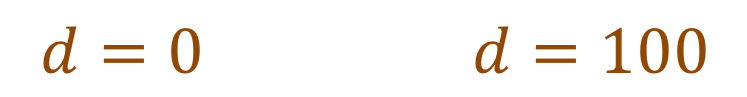 d = 0 d = 100